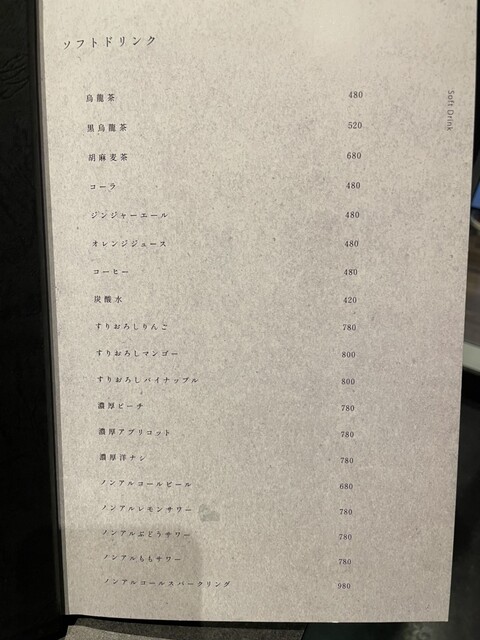 ソフトドリンク
Soft Drink
烏龍茶 480
黒烏龍茶 520
胡麻麦茶 680
コーラ 480
ジンジャーエール 480
オレンジジュース 480
コーヒー 480
炭酸水 420
すりおろしりんご 780
すりおろしマンゴー 800
すりおろしパイナップル 800
濃厚ピーチ 780
濃厚アプリコット 780
濃厚洋ナシ 780
ノンアルコールビール 680
ノンアルレモンサワー 780
ノンアルぶどうサワー 780
ノンアルももサワー 780
ノンアルコールスパークリング 980